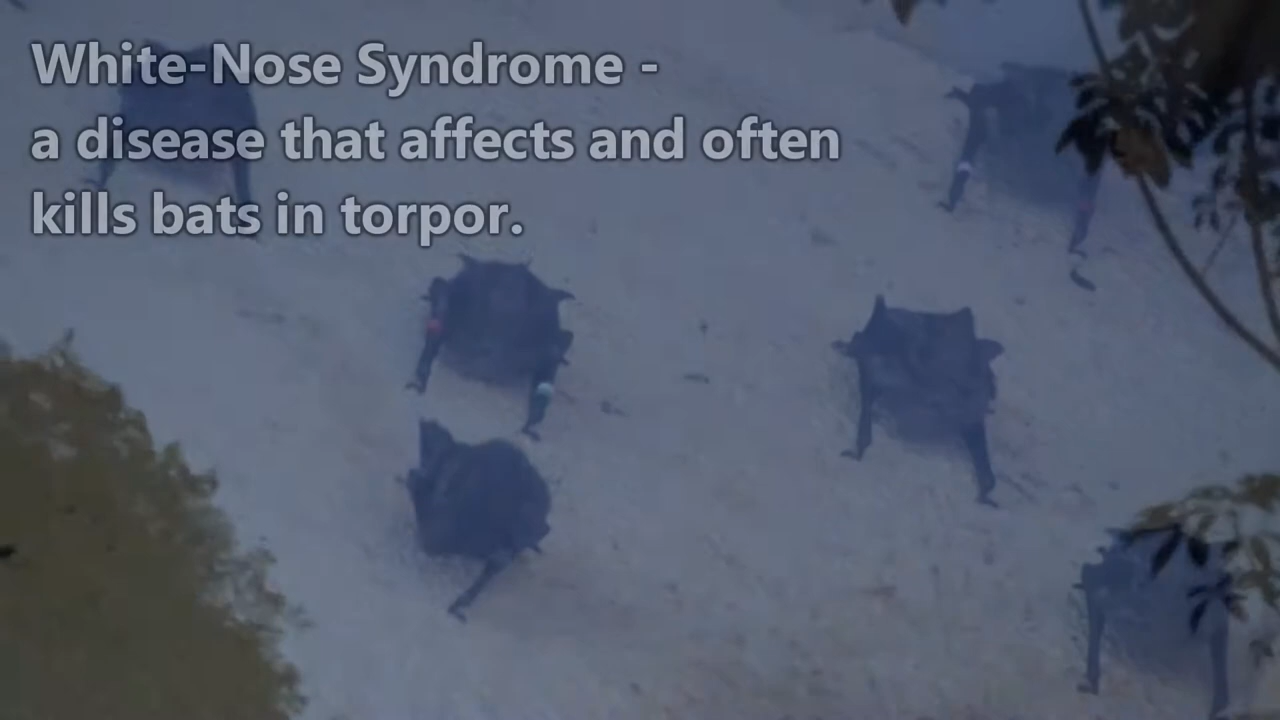 White-Nose Syndrome -
a disease that affects and often
kills bats in torpor.